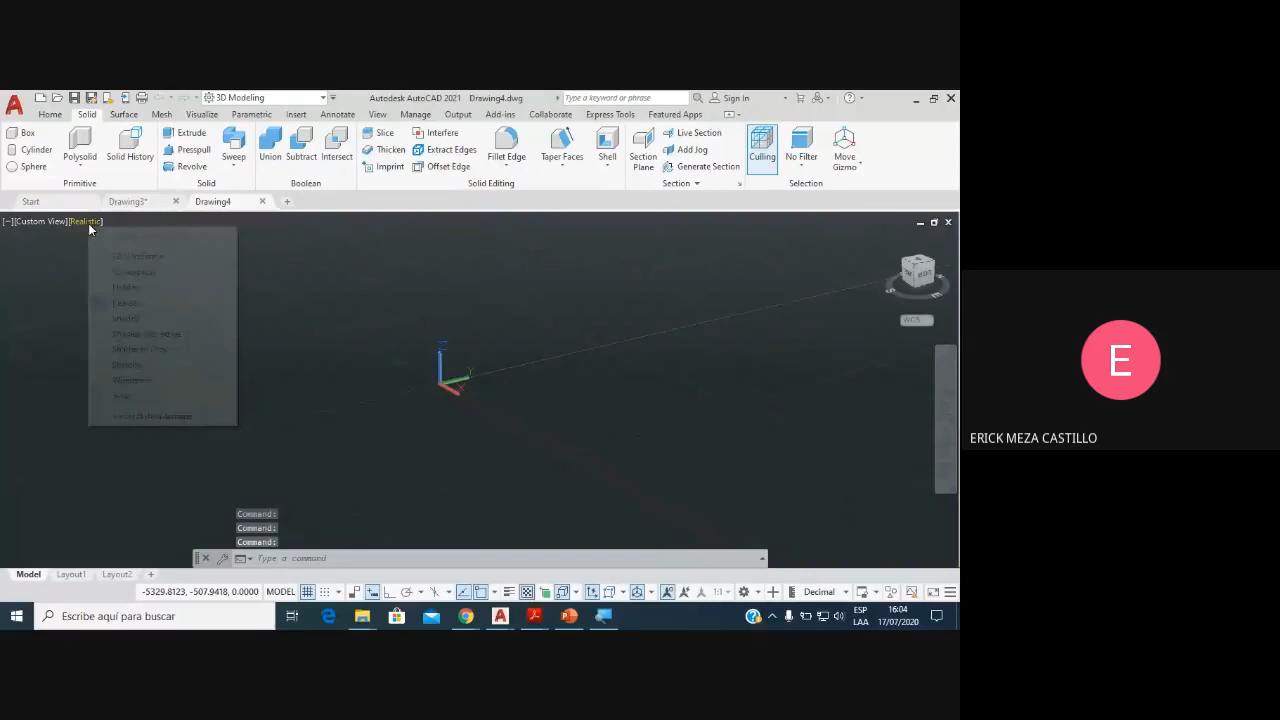 3D Modeling
Autodesk AutoCAD 2021 Drawing4.dwg
Type a keyword or phrase
Sign In
Home Solid Surface Mesh Visualize Parametric Insert Annotate View Manage Output Add-ins Collaborate Express Tools Featured Apps
Box
Cylinder
Sphere
Polysolid
Solid History
Extrude
Presspull
Revolve
Sweep
Union
Subtract
Intersect
Slice
Thicken
Imprint
Interfere
Extract Edges
Offset Edge
Fillet Edge
Taper Faces
Shell
Section
Plane
Live Section
Add Jog
Generate Section
Culling
No Filter
Move
Gizmo
Primitive
Solid
Boolean
Solid Editing
Section
Selection
Start
Drawing3*
Drawing4
[−][Custom View][Realistic]
WCS
Z
Y
X
Command:
Command:
Command:
Type a command
Model Layout1 Layout2
-5329.8123, -507.9418, 0.0000 MODEL
1:1
Decimal
Escribe aquí para buscar
ESP
LAA
16:04
17/07/2020
E
ERICK MEZA CASTILLO